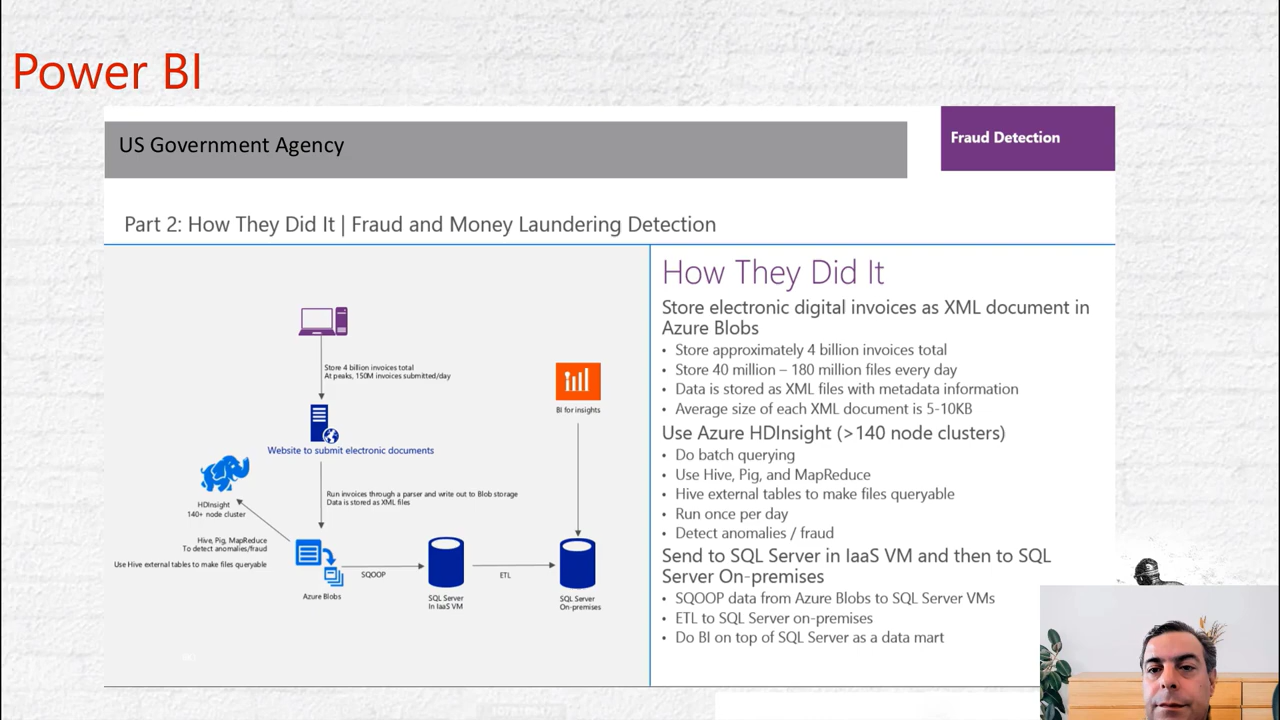 Power BI
US Government Agency
Fraud Detection
Part 2: How They Did It | Fraud and Money Laundering Detection
Store 4 billion invoices total
At peaks, 150M invoices submitted/day
BI for insights
Website to submit electronic documents
HDInsight
140+ node cluster
Run invoices through a parser and write out to Blob storage
Data is stored as XML files
Hive, Pig, MapReduce
To detect anomalies/fraud
Use Hive external tables to make files queryable
SQOOP
ETL
Azure Blobs
SQL Server
In IaaS VM
SQL Server
On-premises
How They Did It
Store electronic digital invoices as XML document in
Azure Blobs
• Store approximately 4 billion invoices total
• Store 40 million – 180 million files every day
• Data is stored as XML files with metadata information
• Average size of each XML document is 5-10KB
Use Azure HDInsight (>140 node clusters)
• Do batch querying
• Use Hive, Pig, and MapReduce
• Hive external tables to make files queryable
• Run once per day
• Detect anomalies / fraud
Send to SQL Server in IaaS VM and then to SQL
Server On-premises
• SQOOP data from Azure Blobs to SQL Server VMs
• ETL to SQL Server on-premises
• Do BI on top of SQL Server as a data mart